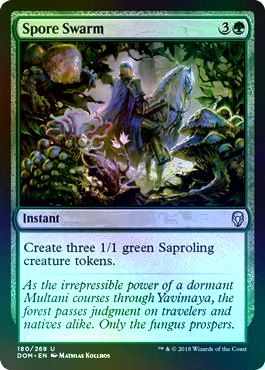 Spore Swarm 3
Instant
Create three 1/1 green Saproling
creature tokens.
As the irrepressible power of a dormant
Multani courses through Yavimaya, the
forest passes judgment on travelers and
natives alike. Only the fungus prospers.
180/269 U
DOM • EN Mathias Kollros ™ & © 2018 Wizards of the Coast